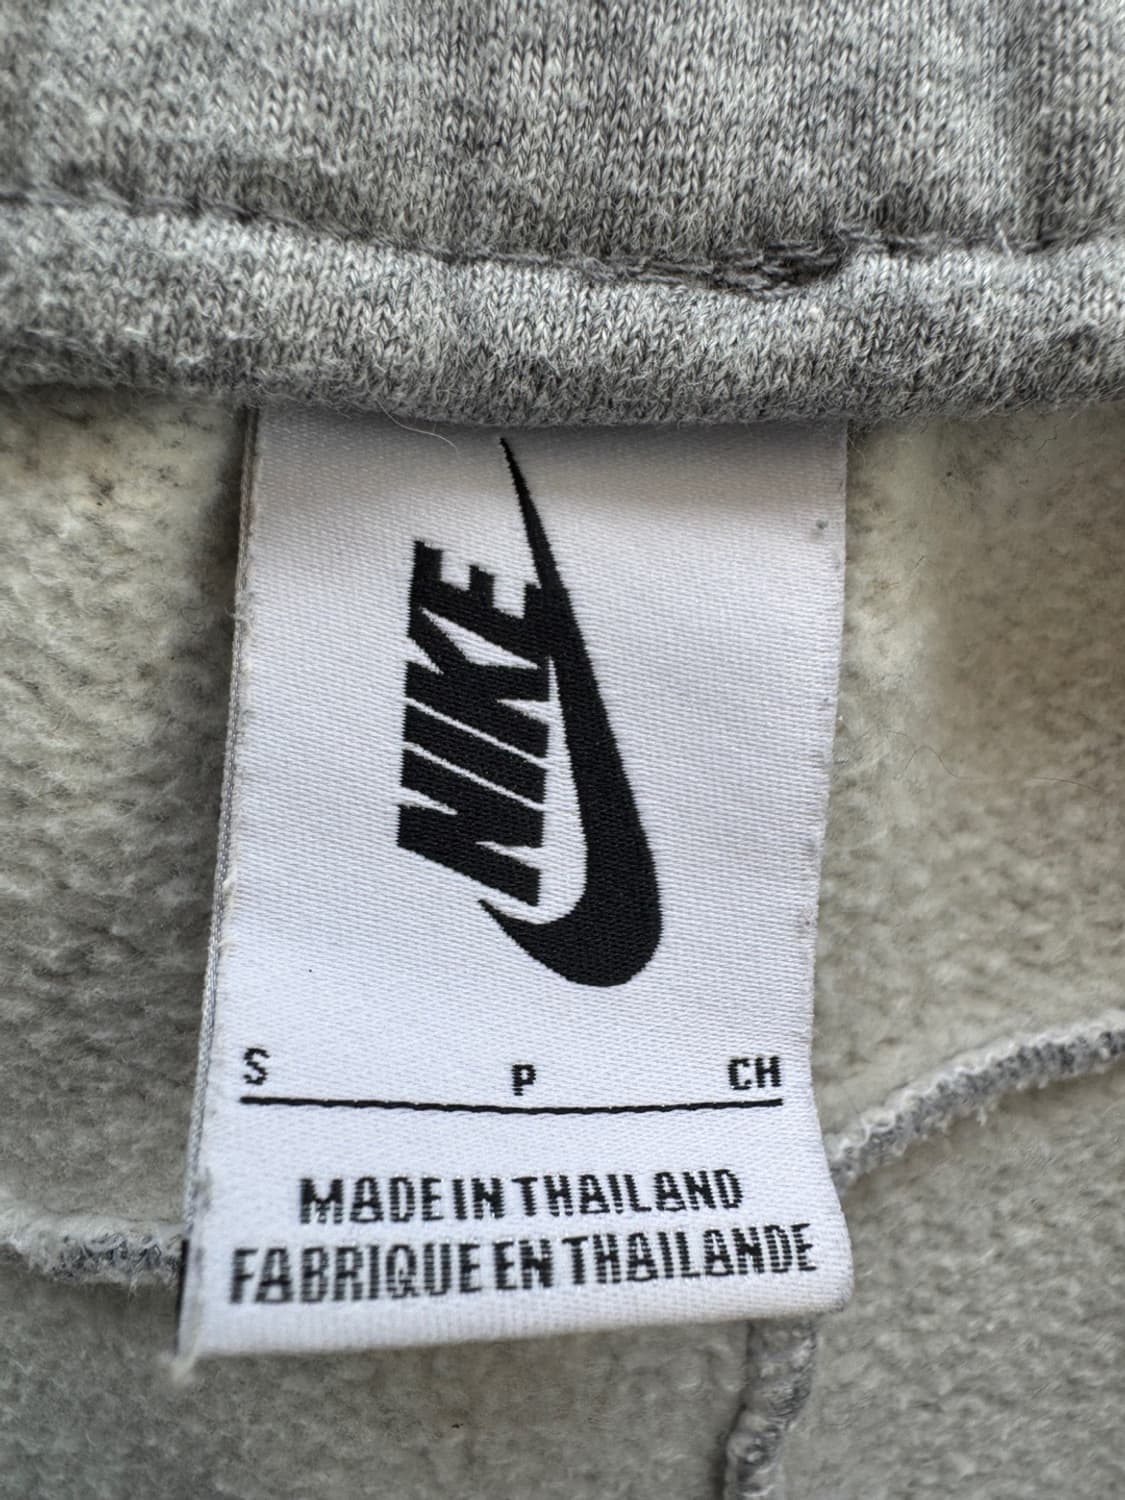 NIKE
S P CH
MADE IN THAILAND
FABRIQUE EN THAILANDE